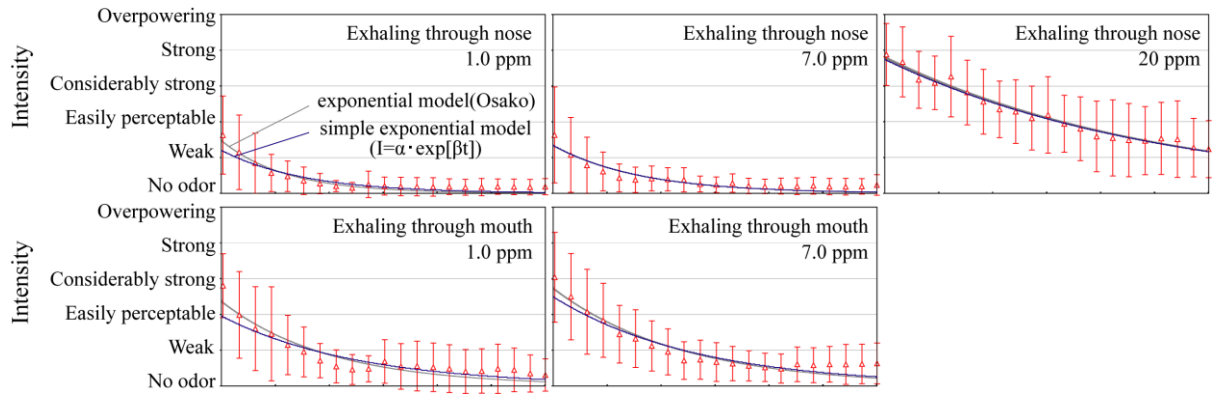 Intensity
Overpowering
Strong
Considerably strong
Easily perceptable
Weak
No odor
Exhaling through nose
1.0 ppm
exponential model(Osako)
simple exponential model
(I=α・exp[βt])
Exhaling through nose
7.0 ppm
Exhaling through nose
20 ppm
Intensity
Overpowering
Strong
Considerably strong
Easily perceptable
Weak
No odor
Exhaling through mouth
1.0 ppm
Exhaling through mouth
7.0 ppm